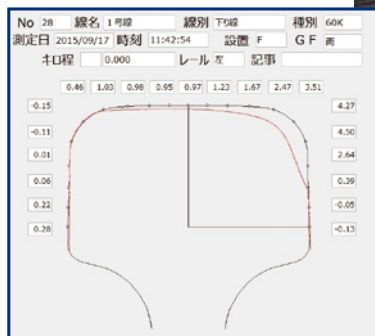 No 28 線名 1号線 線別 下り線 種別 60K
測定日 2015/09/17 時刻 11:42:54 設置 F GF 両
キロ程 0.000 レール 左 記事
0.46 1.03 0.98 0.95 0.97 1.23 1.67 2.47 3.51
-0.15 4.27
-0.11 4.50
0.01 2.64
0.06 0.39
0.22 -0.05
0.28 -0.13